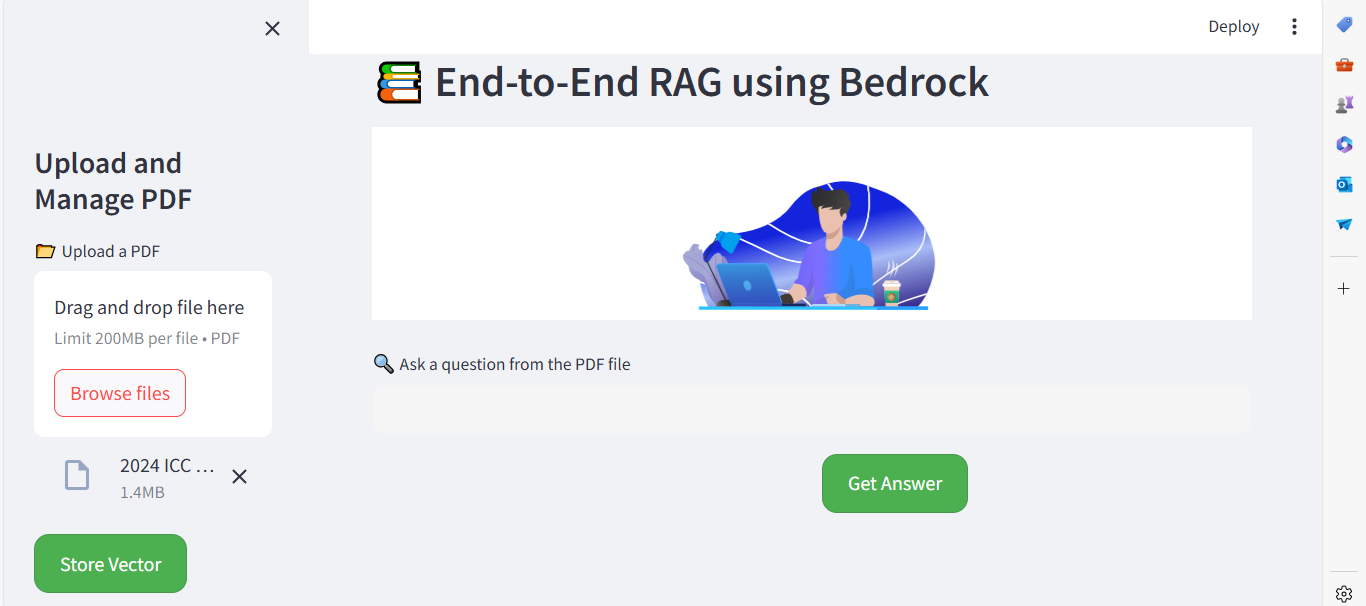 Deploy
📚 End-to-End RAG using Bedrock
Upload and
Manage PDF
Upload a PDF
Drag and drop file here
Limit 200MB per file • PDF
Browse files
2024 ICC ...
1.4MB
Store Vector
Ask a question from the PDF file
Get Answer